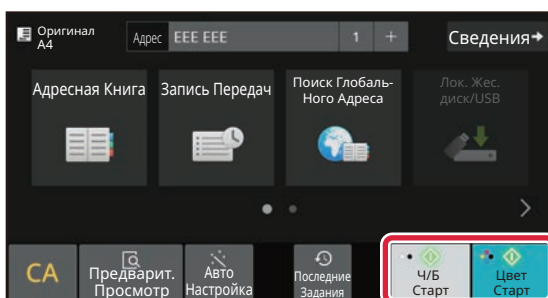 Оригинал
A4
Адрес EEE EEE 1 +
Сведения
Адресная Книга
Запись Передач
Поиск Глобаль-
Ного Адреса
Лок. Жес.
диск/USB
CA
Предварит.
Просмотр
Авто
Настройка
Последние
Задания
Ч/Б
Старт
Цвет
Старт